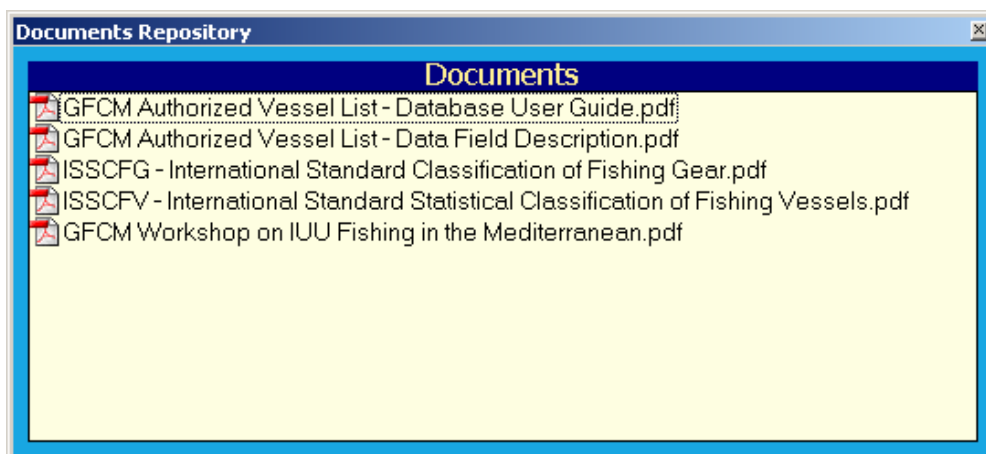 Documents Repository
Documents
GFCM Authorized Vessel List - Database User Guide.pdf
GFCM Authorized Vessel List - Data Field Description.pdf
ISSCFG - International Standard Classification of Fishing Gear.pdf
ISSCFV - International Standard Statistical Classification of Fishing Vessels.pdf
GFCM Workshop on IUU Fishing in the Mediterranean.pdf